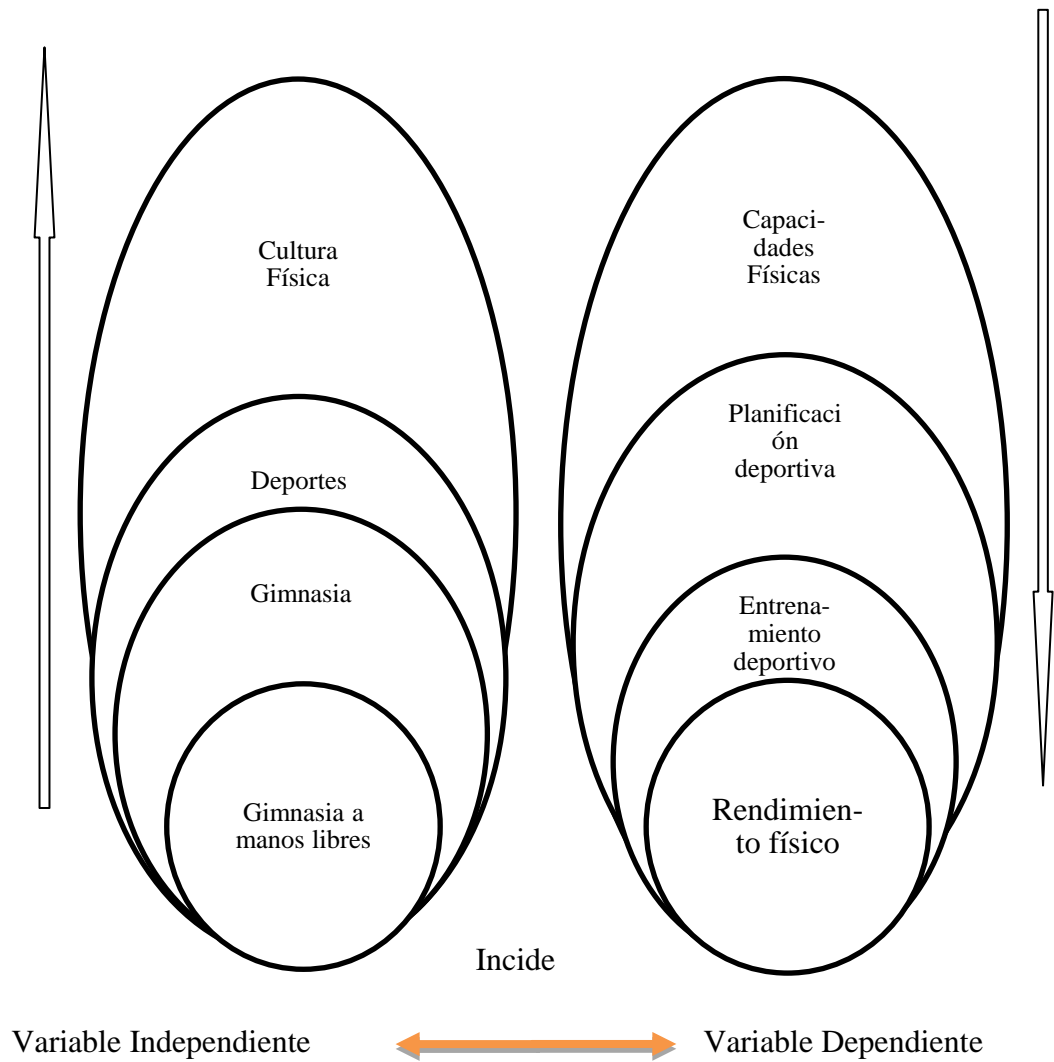 Cultura
Física
Deportes
Gimnasia
Gimnasia a
manos libres
Capaci-
dades
Físicas
Planificaci
ón
deportiva
Entrena-
miento
deportivo
Rendimien-
to físico
Incide
Variable Independiente
Variable Dependiente